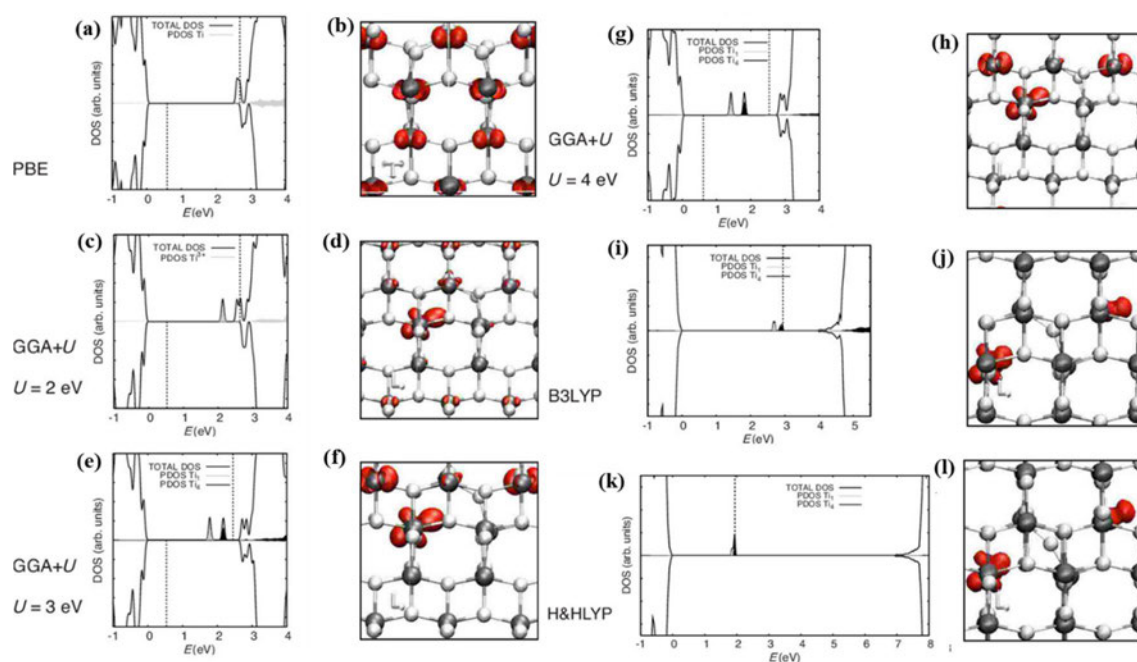 (a)
TOTAL DOS
PDOS Ti
DOS (arb. units)
-1 0 1 2 3 4
E(eV)
PBE
(b)
(c)
TOTAL DOS
PDOS Ti³⁺
DOS (arb. units)
-1 0 1 2 3 4
E(eV)
GGA+U
U = 2 eV
(d)
(e)
TOTAL DOS
PDOS Ti₁
PDOS Ti₆
DOS (arb. units)
-1 0 1 2 3 4
E(eV)
GGA+U
U = 3 eV
(f)
(g)
TOTAL DOS
PDOS Ti₁
PDOS Ti₆
DOS (arb. units)
-1 0 1 2 3 4
E(eV)
GGA+U
U = 4 eV
(h)
(i)
TOTAL DOS
PDOS Ti₁
PDOS Ti₆
DOS (arb. units)
-1 0 1 2 3 4 5
E(eV)
B3LYP
(j)
(k)
TOTAL DOS
PDOS Ti₁
PDOS Ti₄
DOS (arb. units)
-1 0 1 2 3 4 5 6 7 8
E(eV)
H&HLYP
(l)